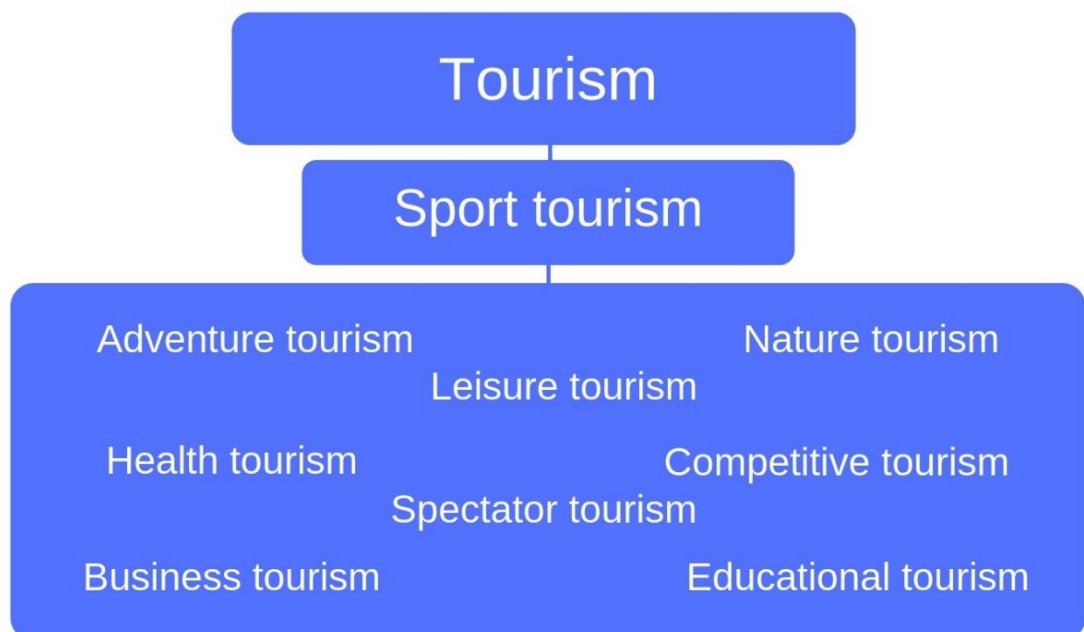 Tourism
Sport tourism
Adventure tourism
Nature tourism
Leisure tourism
Health tourism
Competitive tourism
Spectator tourism
Business tourism
Educational tourism